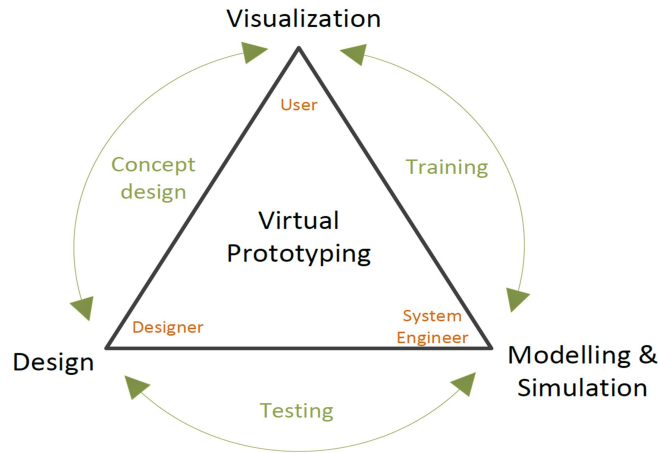 Visualization
User
Concept
design
Training
Virtual
Prototyping
Designer
System
Engineer
Design
Modelling &
Simulation
Testing